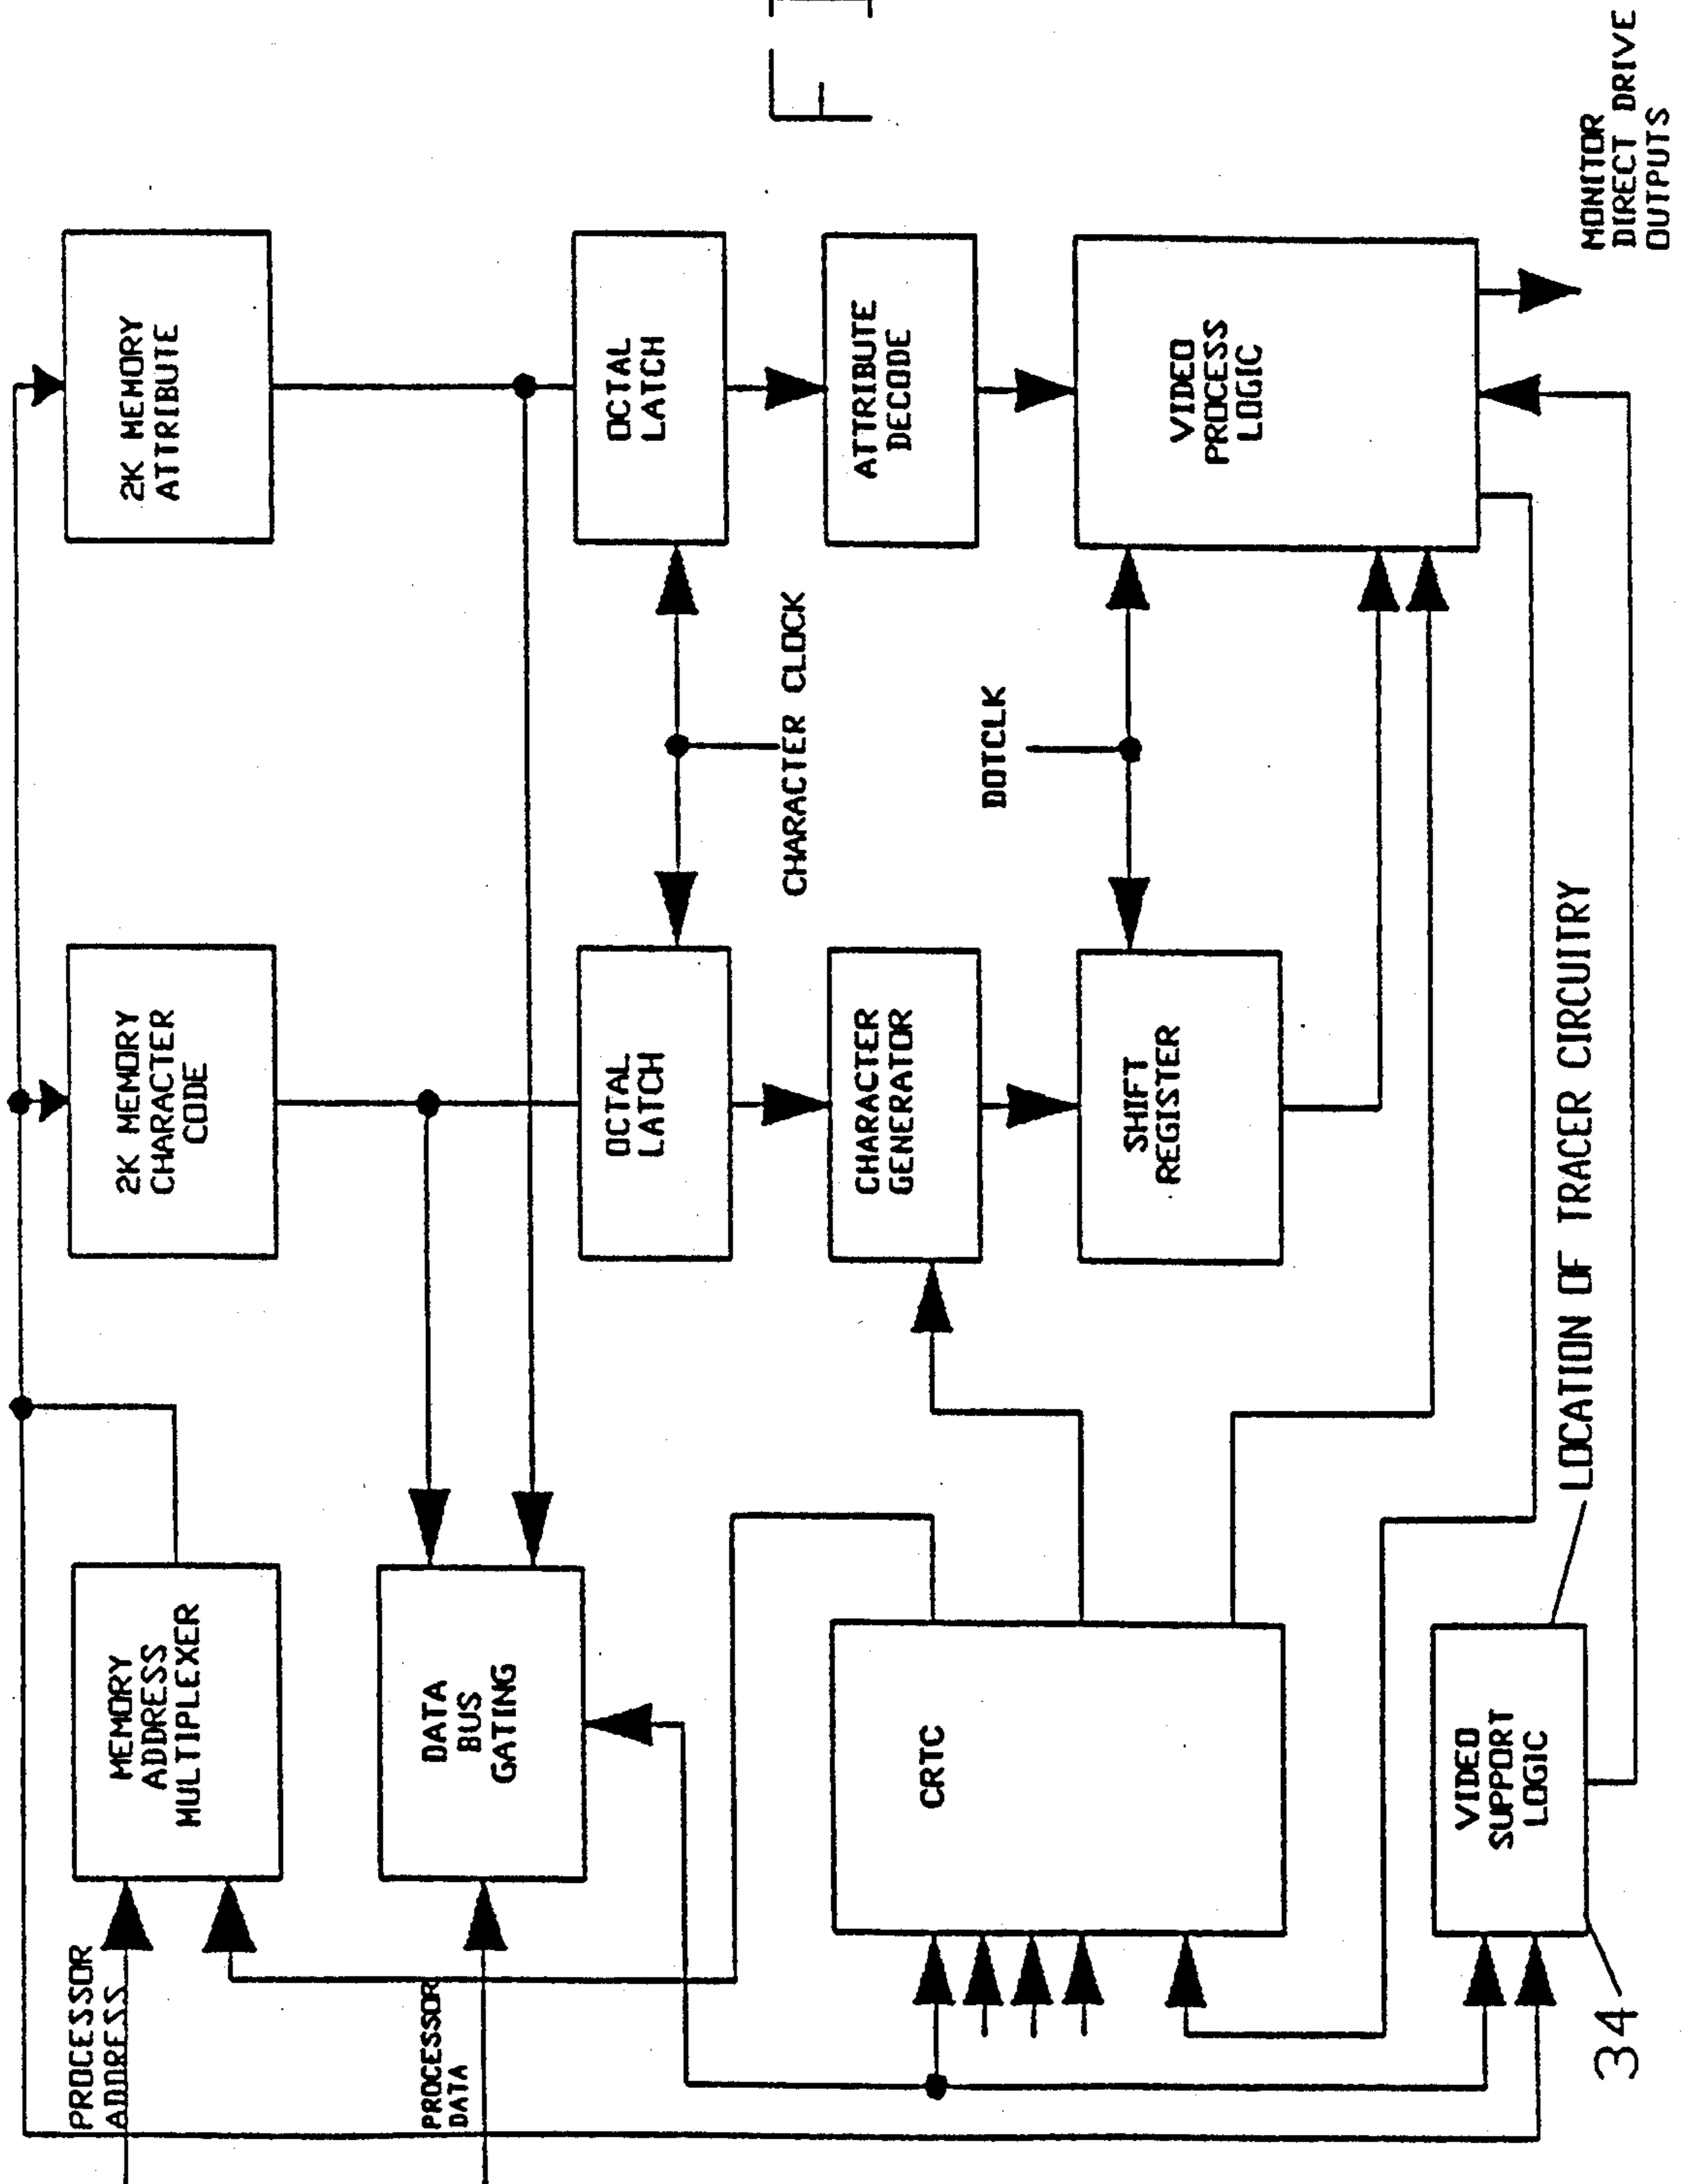 PROCESSOR
ADDRESS
MEMORY
ADDRESS
MULTIPLEXER
2K MEMORY
CHARACTER
CODE
2K MEMORY
ATTRIBUTE
PROCESSOR
DATA
DATA
BUS
GATING
OCTAL
LATCH
OCTAL
LATCH
CHARACTER CLOCK
CHARACTER
GENERATOR
ATTRIBUTE
DECODE
CRTC
DOTCLK
SHIFT
REGISTER
VIDEO
PROCESS
LOGIC
VIDEO
SUPPORT
LOGIC
34
LOCATION OF TRACER CIRCUITRY
MONITOR
DIRECT DRIVE
OUTPUTS